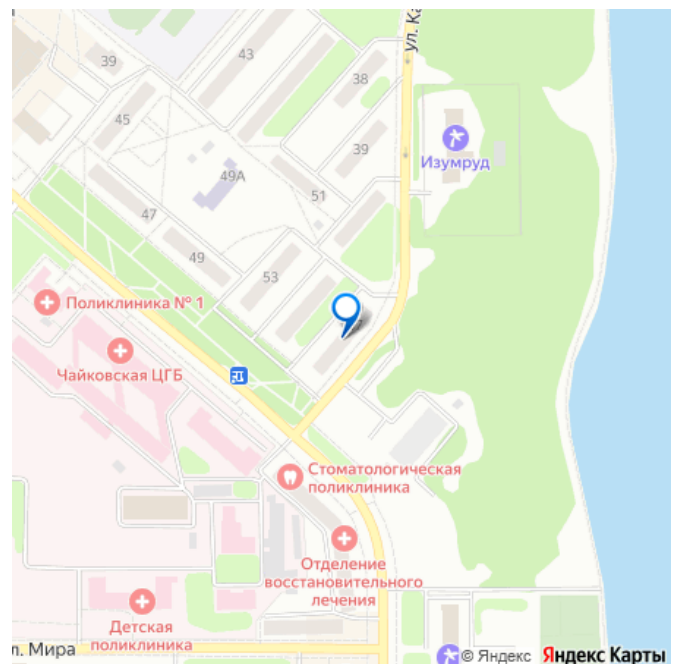 ул. Ка
39
43
38
45
Изумруд
39
49А
51
47
49
53
Поликлиника № 1
Чайковская ЦГБ
Стоматологическая
поликлиника
Отделение
восстановительного
лечения
Детская
поликлиника
л. Мира
© Яндекс Яндекс Карты